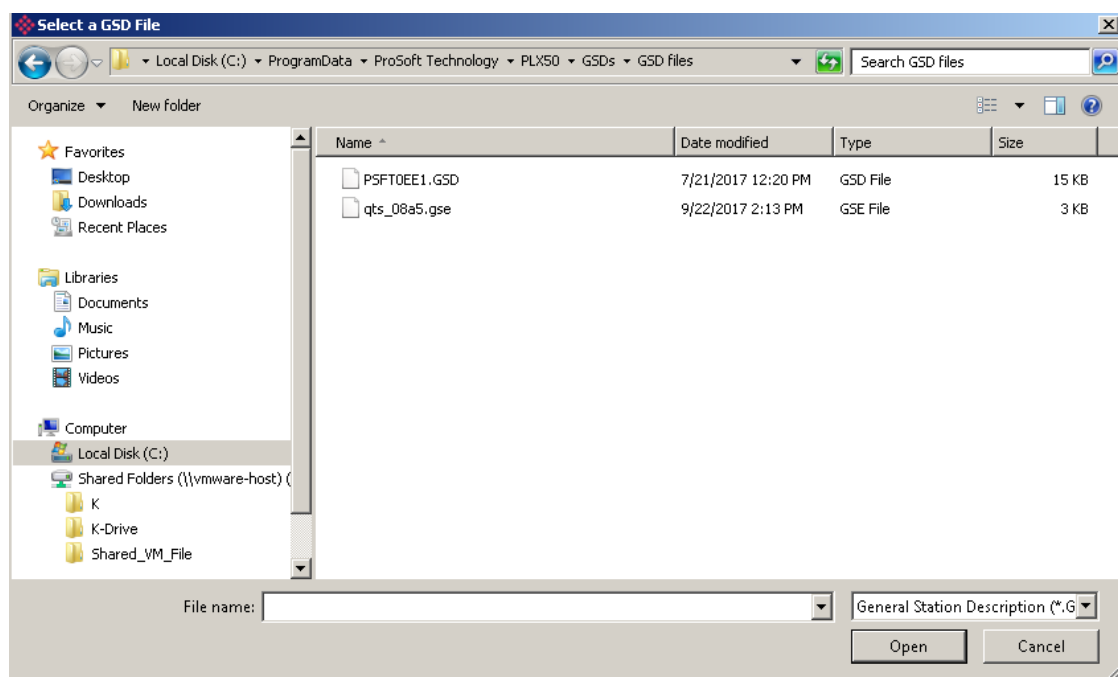 Select a GSD File
Local Disk (C:) ProgramData ProSoft Technology PLX50 GSDs GSD files
Search GSD files
Organize New folder
Favorites
Desktop
Downloads
Recent Places
Libraries
Documents
Music
Pictures
Videos
Computer
Local Disk (C:)
Shared Folders (\\vmware-host) (
K
K-Drive
Shared_VM_File
Name Date modified Type Size
PSFT0EE1.GSD 7/21/2017 12:20 PM GSD File 15 KB
qts_08a5.gse 9/22/2017 2:13 PM GSE File 3 KB
File name:
General Station Description (*.G
Open Cancel